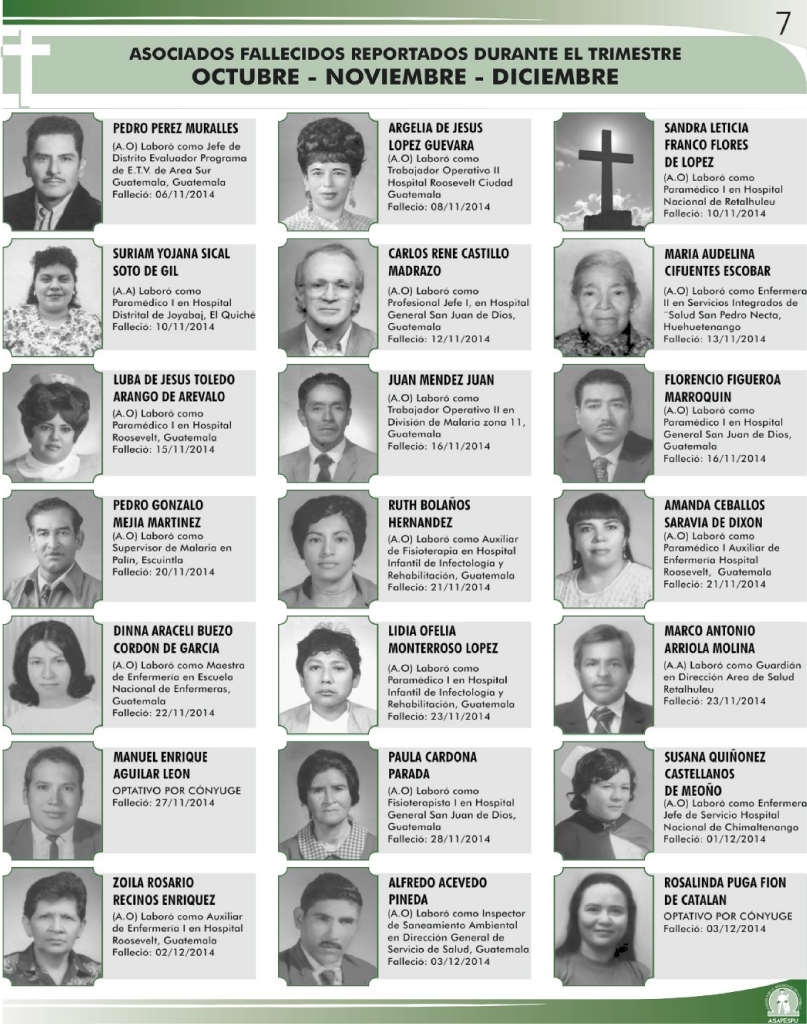 7
ASOCIADOS FALLECIDOS REPORTADOS DURANTE EL TRIMESTRE
OCTUBRE - NOVIEMBRE - DICIEMBRE
PEDRO PEREZ MURALLES
(A.O) Laboró como Jefe de
Distrito Evaluador Programa
de E.T.V. de Area Sur
Guatemala, Guatemala
Falleció: 06/11/2014
ARGELIA DE JESUS
LOPEZ GUEVARA
(A.O) Laboró como
Trabajador Operativo II
Hospital Roosevelt Ciudad
Guatemala
Falleció: 08/11/2014
SANDRA LETICIA
FRANCO FLORES
DE LOPEZ
(A.O) Laboró como
Paramédico I en Hospital
Nacional de Retalhuleu
Falleció: 10/11/2014
SURIAM YOJANA SICAL
SOTO DE GIL
(A.A) Laboró como
Paramédico I en Hospital
Distrital de Joyabaj, El Quiché
Falleció: 10/11/2014
CARLOS RENE CASTILLO
MADRAZO
(A.O) Laboró como
Profesional Jefe I, en Hospital
General San Juan de Dios,
Guatemala
Falleció: 12/11/2014
MARIA AUDELINA
CIFUENTES ESCOBAR
(A.O) Laboró como Enfermera
II en Servicios Integrados de
¨Salud San Pedro Necta,
Huehuetenango
Falleció: 13/11/2014
LUBA DE JESUS TOLEDO
ARANGO DE AREVALO
(A.O) Laboró como
Paramédico I en Hospital
Roosevelt, Guatemala
Falleció: 15/11/2014
JUAN MENDEZ JUAN
(A.O) Laboró como
Trabajador Operativo II en
División de Malaria zona 11,
Guatemala
Falleció: 16/11/2014
FLORENCIO FIGUEROA
MARROQUIN
(A.O) Laboró como
Paramédico I en Hospital
General San Juan de Dios,
Guatemala
Falleció: 16/11/2014
PEDRO GONZALO
MEJIA MARTINEZ
(A.O) Laboró como
Supervisor de Malaria en
Palín, Escuintla
Falleció: 20/11/2014
RUTH BOLAÑOS
HERNANDEZ
(A.O) Laboró como Auxiliar
de Fisioterapia en Hospital
Infantil de Infectología y
Rehabilitación, Guatemala
Falleció: 21/11/2014
AMANDA CEBALLOS
SARAVIA DE DIXON
(A.O) Laboró como
Paramédico I Auxiliar de
Enfermería Hospital
Roosevelt, Guatemala
Falleció: 21/11/2014
DINNA ARACELI BUEZO
CORDON DE GARCIA
(A.O) Laboró como Maestra
de Enfermería en Escuela
Nacional de Enfermeras,
Guatemala
Falleció: 22/11/2014
LIDIA OFELIA
MONTERROSO LOPEZ
(A.O) Laboró como
Paramédico I en Hospital
Infantil de Infectología y
Rehabilitación, Guatemala
Falleció: 23/11/2014
MARCO ANTONIO
ARRIOLA MOLINA
(A.A) Laboró como Guardián
en Dirección Area de Salud
Retalhuleu
Falleció: 23/11/2014
MANUEL ENRIQUE
AGUILAR LEON
OPTATIVO POR CÓNYUGE
Falleció: 27/11/2014
PAULA CARDONA
PARADA
(A.O) Laboró como
Fisioterapista I en Hospital
General San Juan de Dios,
Guatemala
Falleció: 28/11/2014
SUSANA QUIÑONEZ
CASTELLANOS
DE MEOÑO
(A.O) Laboró como Enfermera
Jefe de Servicio Hospital
Nacional de Chimaltenango
Falleció: 01/12/2014
ZOILA ROSARIO
RECINOS ENRIQUEZ
(A.O) Laboró como Auxiliar
de Enfermería I en Hospital
Roosevelt, Guatemala
Falleció: 02/12/2014
ALFREDO ACEVEDO
PINEDA
(A.O) Laboró como Inspector
de Saneamiento Ambiental
en Dirección General de
Servicio de Salud, Guatemala
Falleció: 03/12/2014
ROSALINDA PUGA FION
DE CATALAN
OPTATIVO POR CÓNYUGE
Falleció: 03/12/2014
ASAPESPU